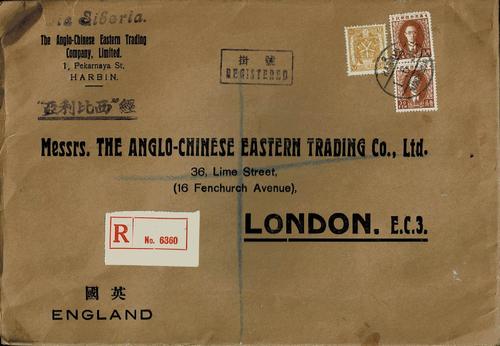 Via Siberia.
The Anglo-Chinese Eastern Trading
Company, Limited.
1, Pekarnaya St.
HARBIN.
掛號
REGISTERED
"亞利比西"經
Messrs. THE ANGLO-CHINESE EASTERN TRADING Co., Ltd.
36, Lime Street,
(16 Fenchurch Avenue),
LONDON. E.C.3.
R No. 6360
國英
ENGLAND